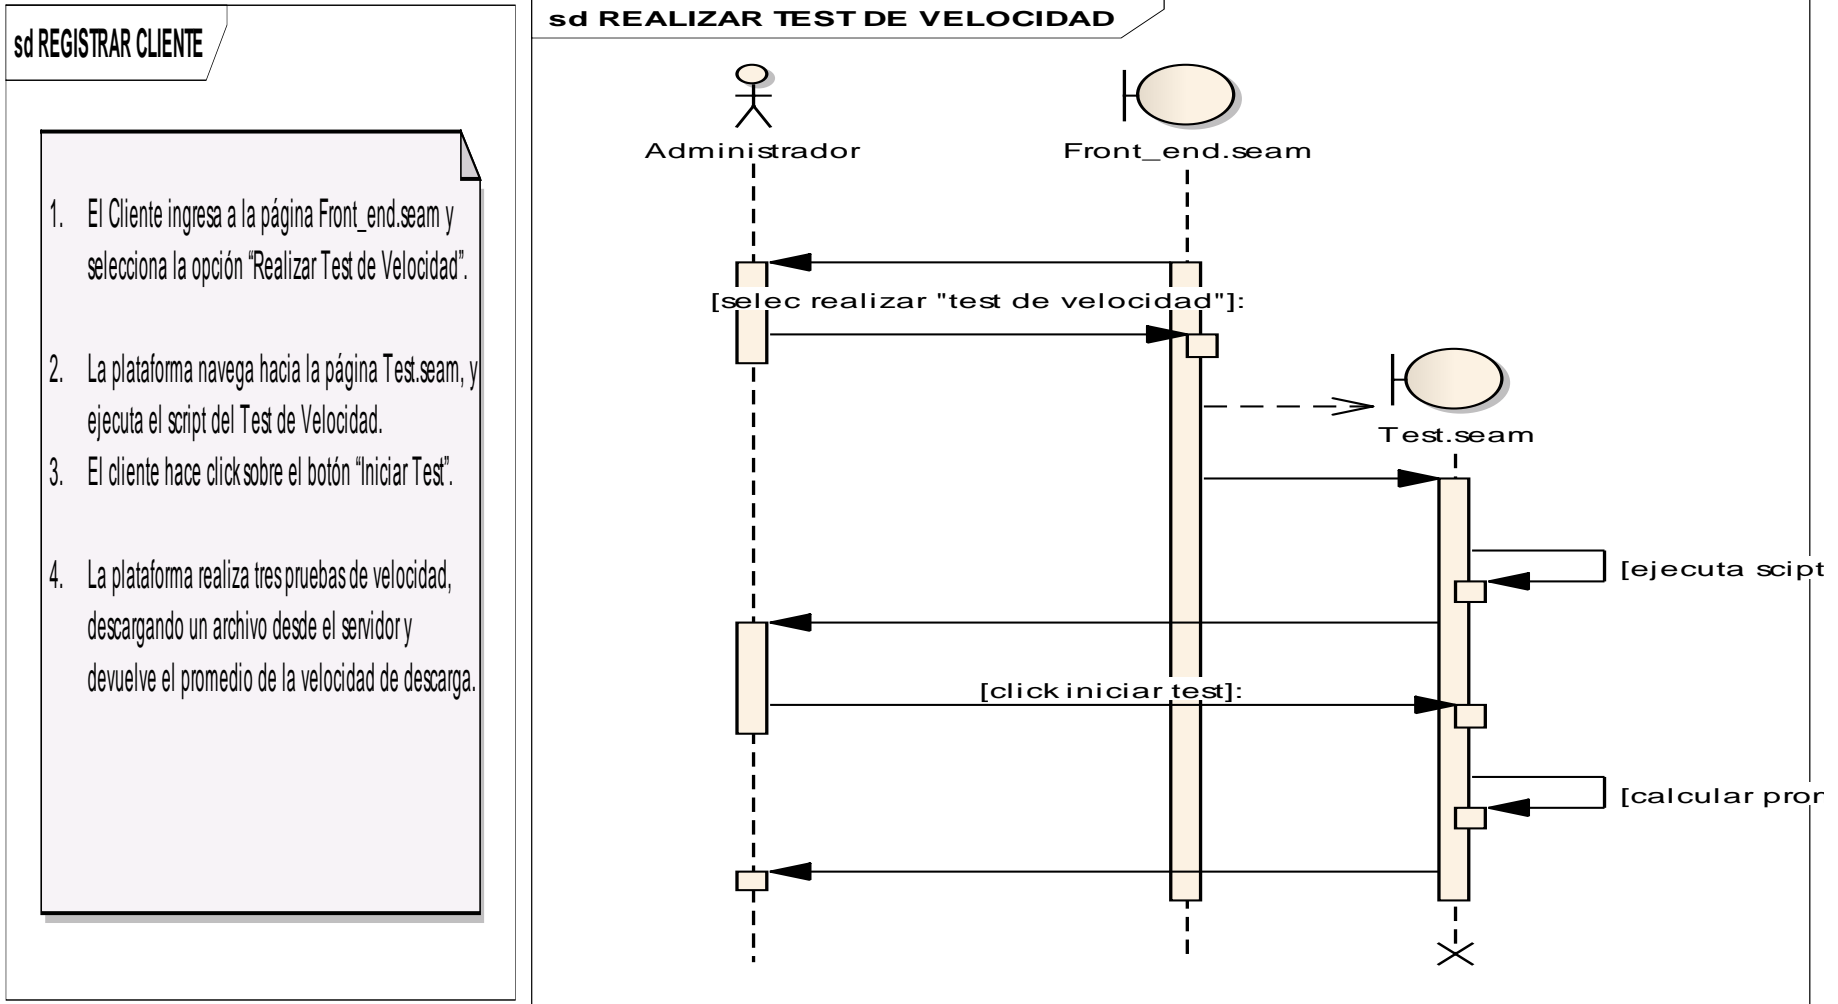 sd REGISTRAR CLIENTE
1. El Cliente ingresa a la página Front_end.seam y
selecciona la opción “Realizar Test de Velocidad”.
2. La plataforma navega hacia la página Test.seam, y
ejecuta el script del Test de Velocidad.
3. El cliente hace click sobre el botón “Iniciar Test”.
4. La plataforma realiza tres pruebas de velocidad,
descargando un archivo desde el servidor y
devuelve el promedio de la velocidad de descarga.
sd REALIZAR TEST DE VELOCIDAD
Administrador
Front_end.seam
[selec realizar "test de velocidad"]:
Test.seam
[ejecuta scipt
[click iniciar test]:
[calcular